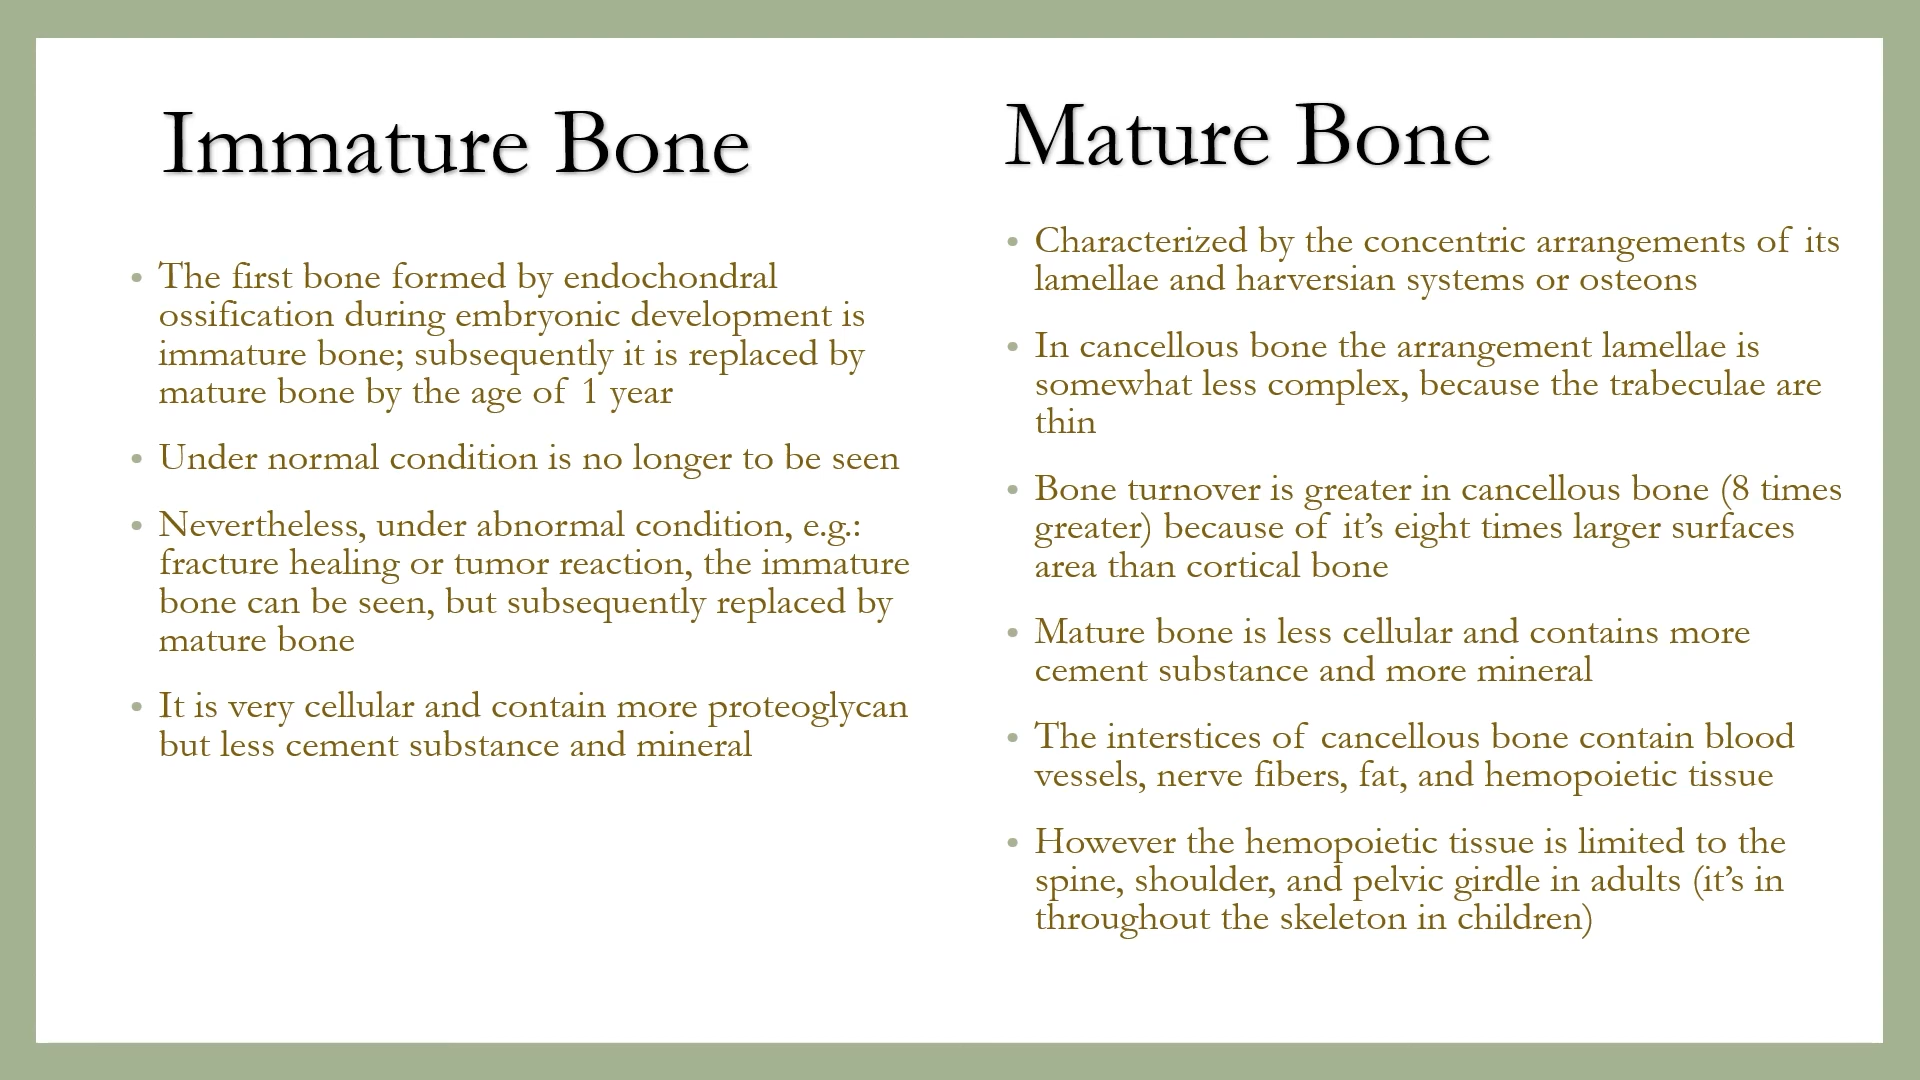 Immature Bone
• The first bone formed by endochondral
ossification during embryonic development is
immature bone; subsequently it is replaced by
mature bone by the age of 1 year
• Under normal condition is no longer to be seen
• Nevertheless, under abnormal condition, e.g.:
fracture healing or tumor reaction, the immature
bone can be seen, but subsequently replaced by
mature bone
• It is very cellular and contain more proteoglycan
but less cement substance and mineral
Mature Bone
• Characterized by the concentric arrangements of its
lamellae and harversian systems or osteons
• In cancellous bone the arrangement lamellae is
somewhat less complex, because the trabeculae are
thin
• Bone turnover is greater in cancellous bone (8 times
greater) because of it’s eight times larger surfaces
area than cortical bone
• Mature bone is less cellular and contains more
cement substance and more mineral
• The interstices of cancellous bone contain blood
vessels, nerve fibers, fat, and hemopoietic tissue
• However the hemopoietic tissue is limited to the
spine, shoulder, and pelvic girdle in adults (it’s in
throughout the skeleton in children)